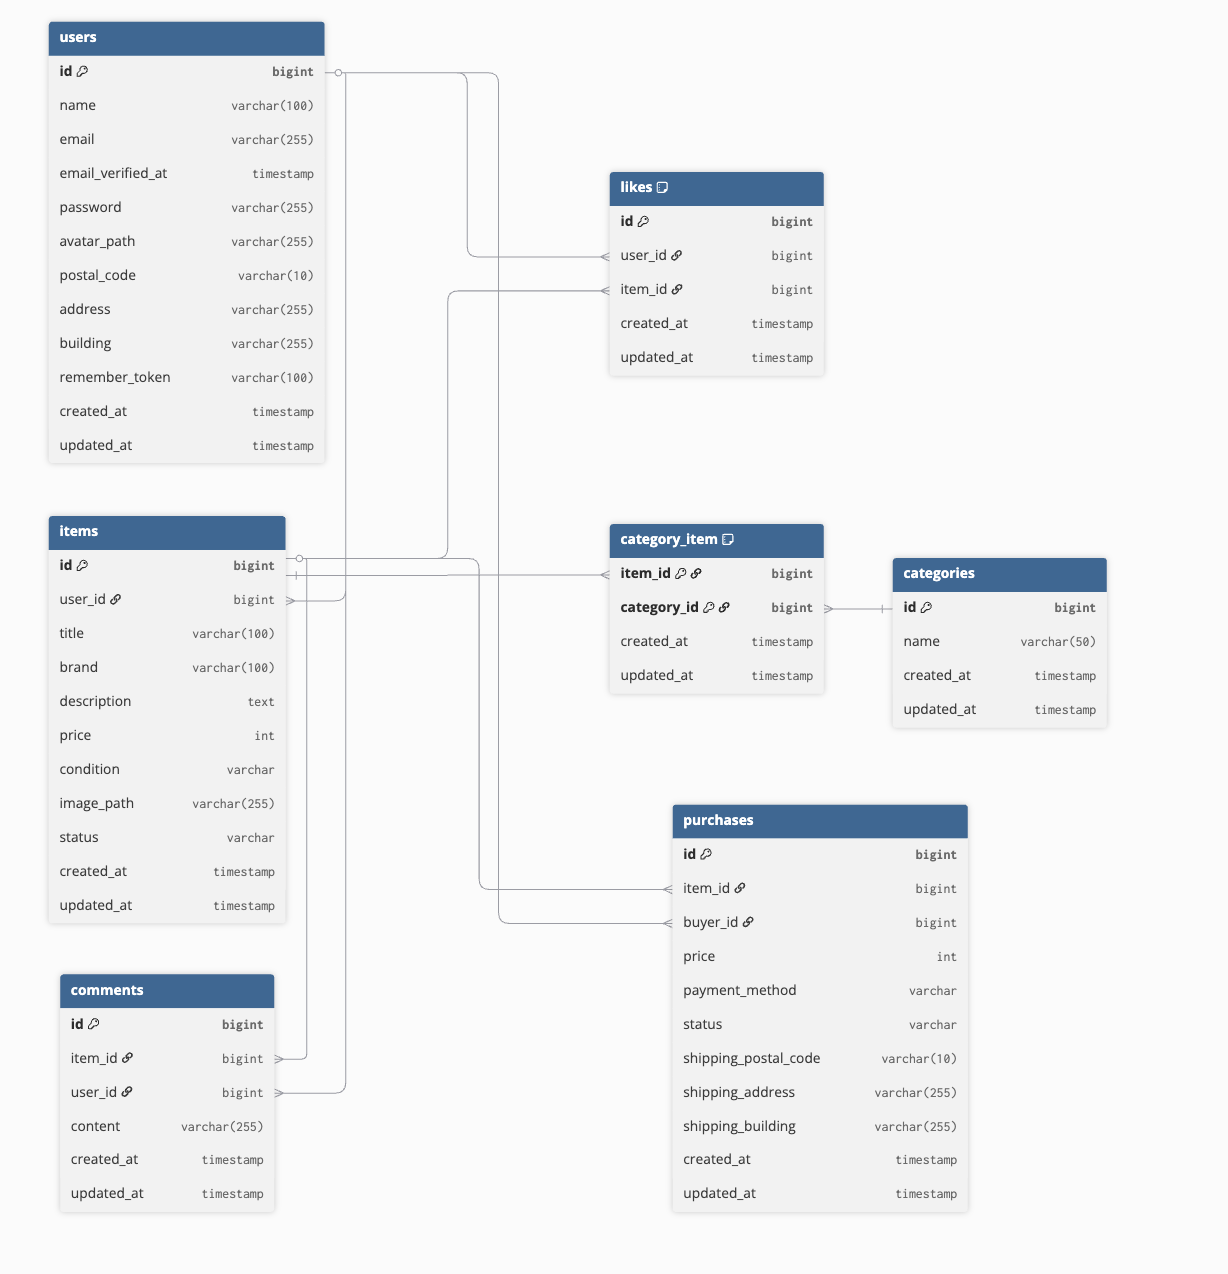 users
id bigint
name varchar(100)
email varchar(255)
email_verified_at timestamp
password varchar(255)
avatar_path varchar(255)
postal_code varchar(10)
address varchar(255)
building varchar(255)
remember_token varchar(100)
created_at timestamp
updated_at timestamp
likes
id bigint
user_id bigint
item_id bigint
created_at timestamp
updated_at timestamp
items
id bigint
user_id bigint
title varchar(100)
brand varchar(100)
description text
price int
condition varchar
image_path varchar(255)
status varchar
created_at timestamp
updated_at timestamp
category_item
item_id bigint
category_id bigint
created_at timestamp
updated_at timestamp
categories
id bigint
name varchar(50)
created_at timestamp
updated_at timestamp
purchases
id bigint
item_id bigint
buyer_id bigint
price int
payment_method varchar
status varchar
shipping_postal_code varchar(10)
shipping_address varchar(255)
shipping_building varchar(255)
created_at timestamp
updated_at timestamp
comments
id bigint
item_id bigint
user_id bigint
content varchar(255)
created_at timestamp
updated_at timestamp